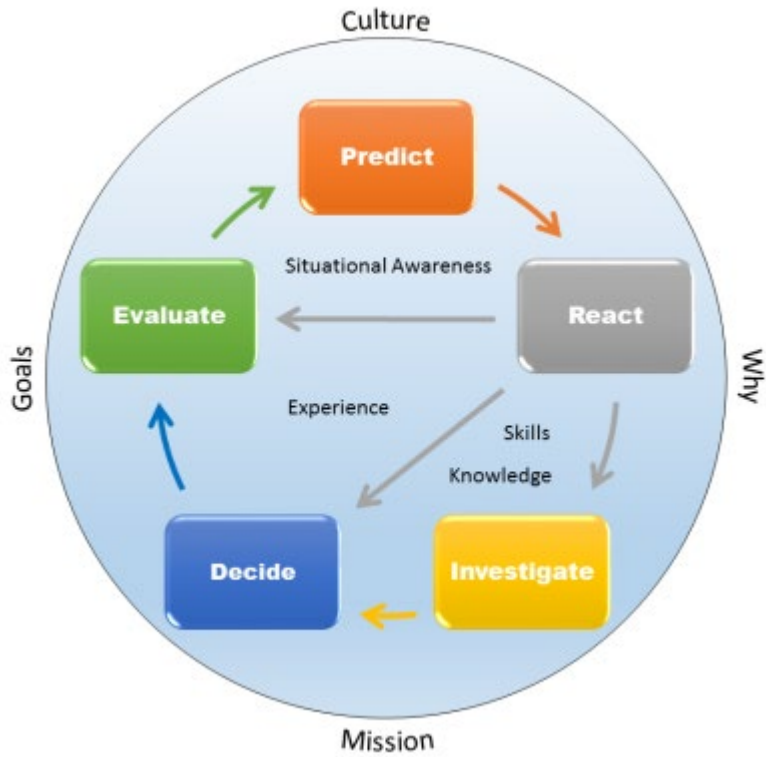 Culture
Predict
Situational Awareness
Evaluate
React
Goals
Why
Experience
Skills
Knowledge
Decide
Investigate
Mission